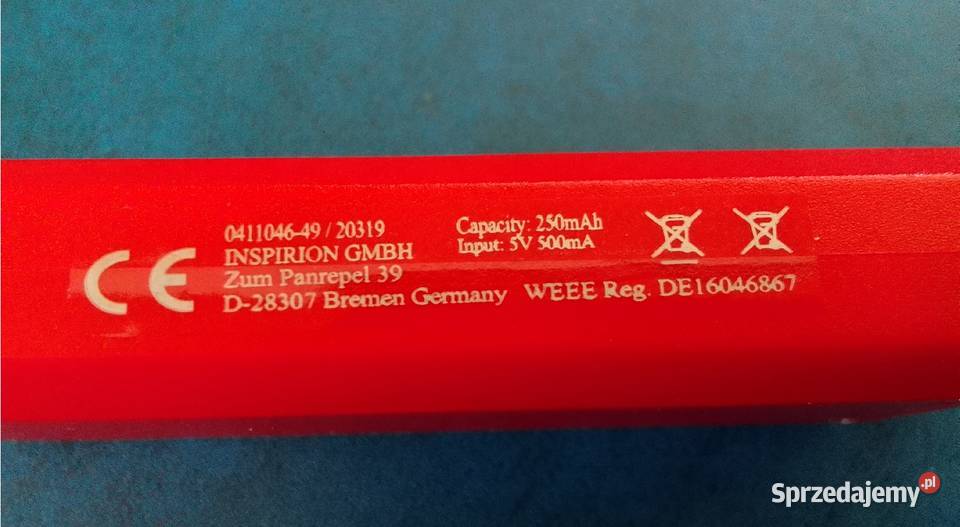 CE
0411046-49 / 20319
INSPIRION GMBH
Zum Panrepel 39
D-28307 Bremen Germany
Capacity: 250mAh
Input: 5V 500mA
WEEE Reg. DE16046867
Sprzedajemy.pl